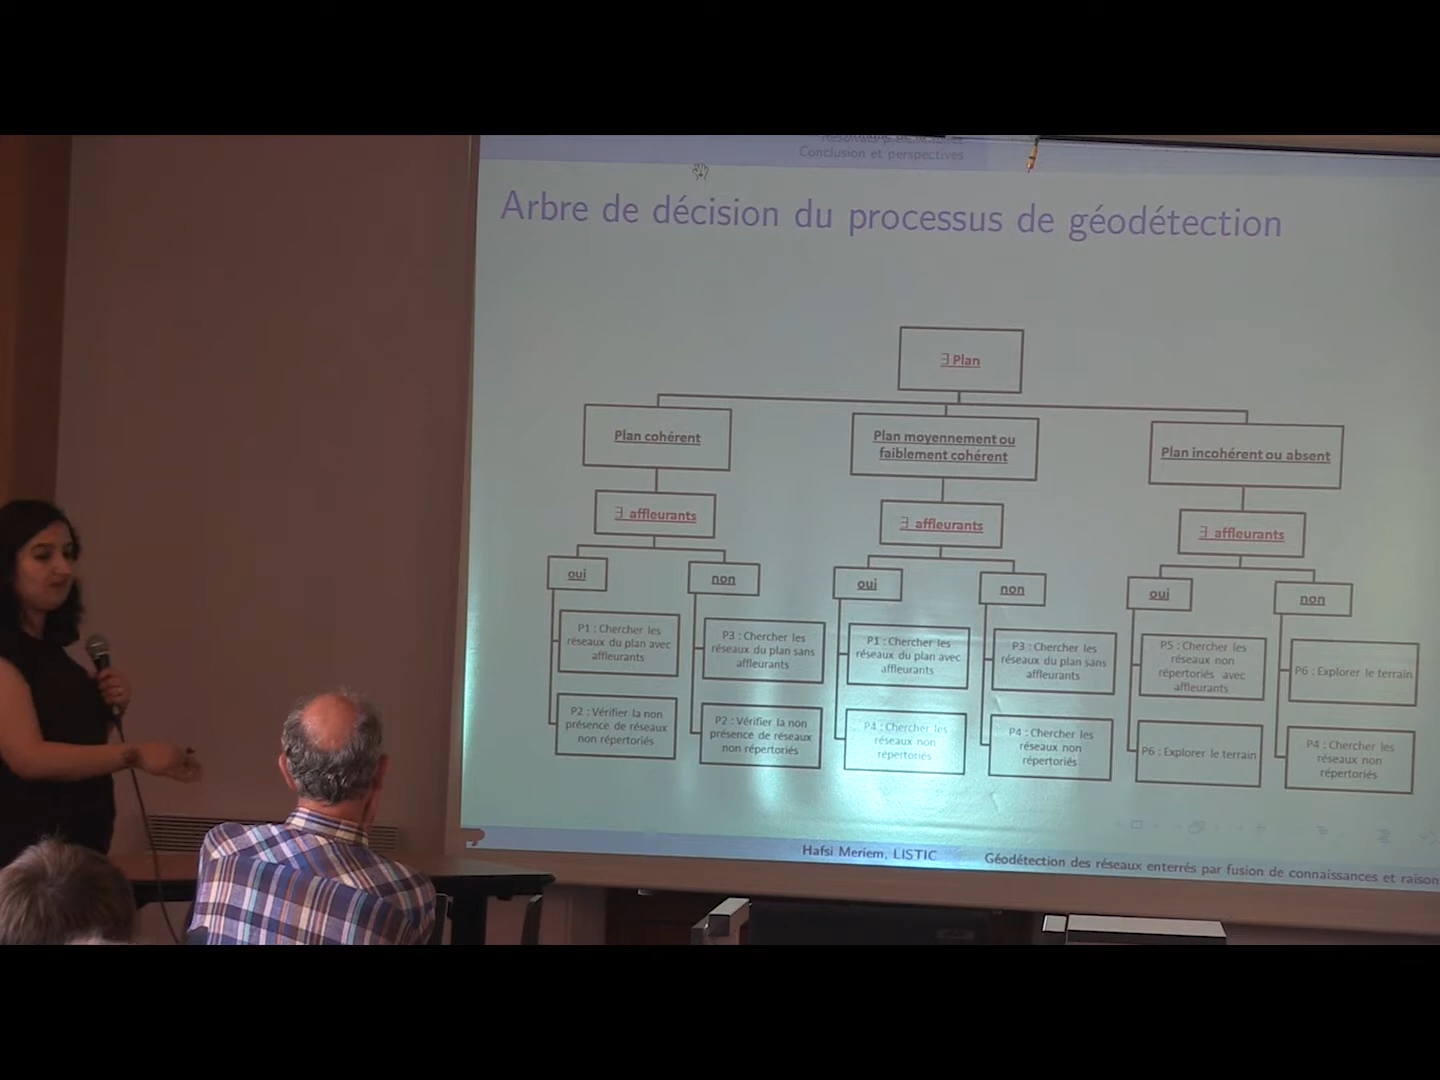 Conclusion et perspectives
Arbre de décision du processus de géodétection
∃ Plan
Plan cohérent
Plan moyennement ou
faiblement cohérent
Plan incohérent ou absent
∃ affleurants
∃ affleurants
∃ affleurants
oui
non
oui
non
oui
non
P1 : Chercher les
réseaux du plan avec
affleurants
P3 : Chercher les
réseaux du plan sans
affleurants
P1 : Chercher les
réseaux du plan avec
affleurants
P3 : Chercher les
réseaux du plan sans
affleurants
P5 : Chercher les
réseaux non
répertoriés avec
affleurants
P6 : Explorer le terrain
P2 : Vérifier la non
présence de réseaux
non répertoriés
P2 : Vérifier la non
présence de réseaux
non répertoriés
P4 : Chercher les
réseaux non
répertoriés
P4 : Chercher les
réseaux non
répertoriés
P6 : Explorer le terrain
P4 : Chercher les
réseaux non
répertoriés
Hafsi Meriem, LISTIC
Géodétection des réseaux enterrés par fusion de connaissances et raison